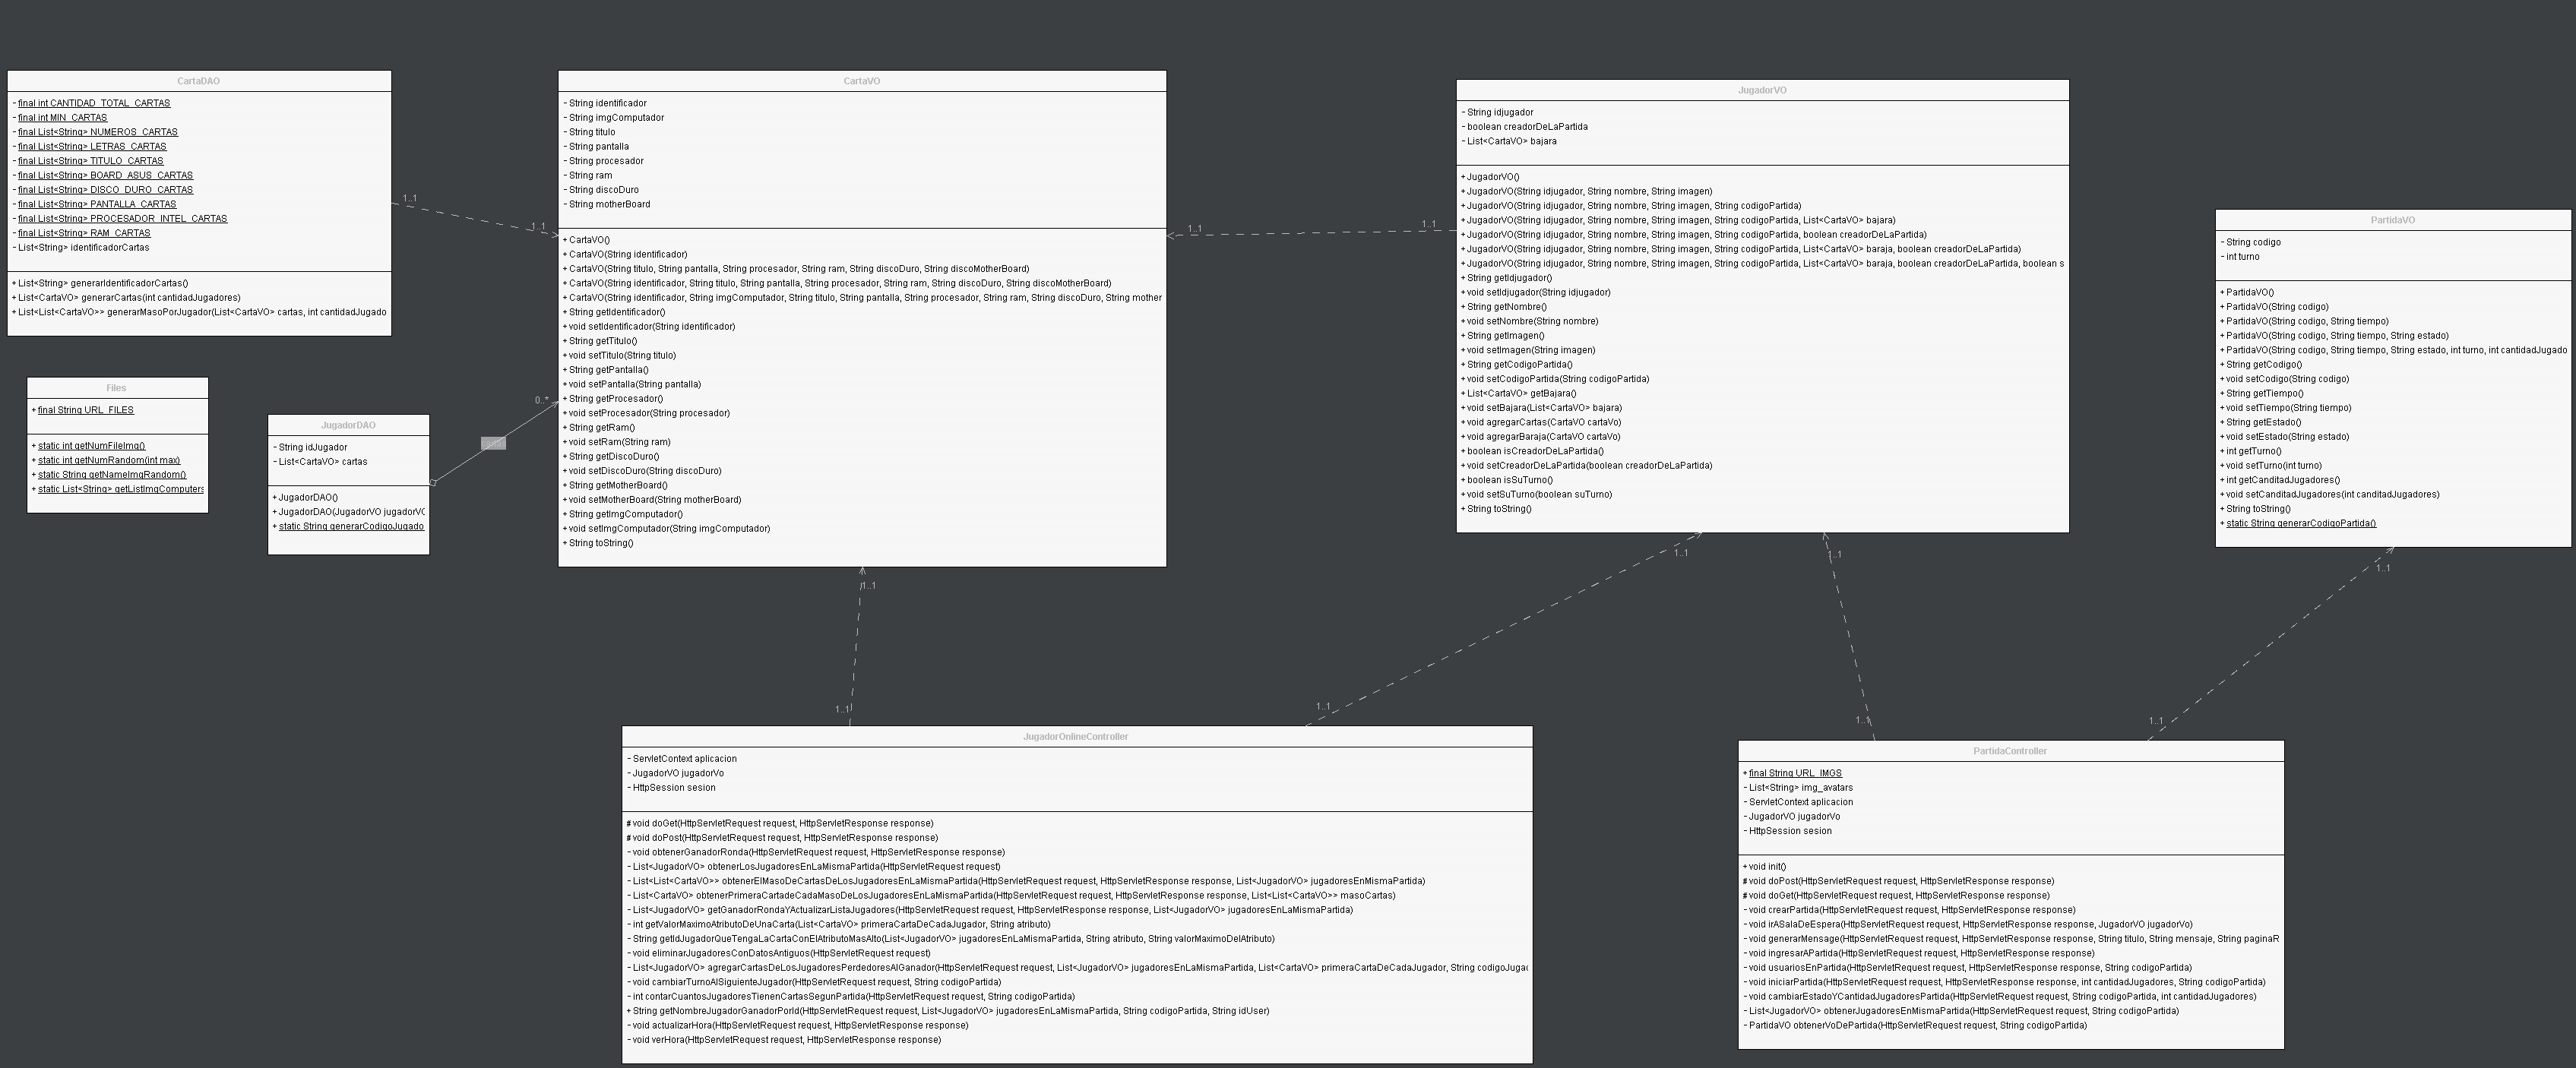 CartaDAO
- final int CANTIDAD_TOTAL_CARTAS
- final int MIN_CARTAS
- final List<String> NUMEROS_CARTAS
- final List<String> LETRAS_CARTAS
- final List<String> TITULO_CARTAS
- final List<String> BOARD_ASUS_CARTAS
- final List<String> DISCO_DURO_CARTAS
- final List<String> PANTALLA_CARTAS
- final List<String> PROCESADOR_INTEL_CARTAS
- final List<String> RAM_CARTAS
- List<String> identificadorCartas
+ List<String> generarIdentificadorCartas()
+ List<CartaVO> generarCartas(int cantidadJugadores)
+ List<List<CartaVO>> generarMasoPorJugador(List<CartaVO> cartas, int cantidadJugado
1..1
1..1
Files
+ final String URL_FILES
+ static int getNumFileImg()
+ static int getNumRandom(int max)
+ static String getNameImgRandom()
+ static List<String> getListImgComputers
JugadorDAO
- String idJugador
- List<CartaVO> cartas
+ JugadorDAO()
+ JugadorDAO(JugadorVO jugadorVO
+ static String generarCodigoJugado
0..*
CartaVO
- String identificador
- String imgComputador
- String titulo
- String pantalla
- String procesador
- String ram
- String discoDuro
- String motherBoard
+ CartaVO()
+ CartaVO(String identificador)
+ CartaVO(String titulo, String pantalla, String procesador, String ram, String discoDuro, String discoMotherBoard)
+ CartaVO(String identificador, String titulo, String pantalla, String procesador, String ram, String discoDuro, String discoMotherBoard)
+ CartaVO(String identificador, String imgComputador, String titulo, String pantalla, String procesador, String ram, String discoDuro, String mother
+ String getIdentificador()
+ void setIdentificador(String identificador)
+ String getTitulo()
+ void setTitulo(String titulo)
+ String getPantalla()
+ void setPantalla(String pantalla)
+ String getProcesador()
+ void setProcesador(String procesador)
+ String getRam()
+ void setRam(String ram)
+ String getDiscoDuro()
+ void setDiscoDuro(String discoDuro)
+ String getMotherBoard()
+ void setMotherBoard(String motherBoard)
+ String getImgComputador()
+ void setImgComputador(String imgComputador)
+ String toString()
1..1
1..1
JugadorVO
- String idjugador
- boolean creadorDeLaPartida
- List<CartaVO> bajara
+ JugadorVO()
+ JugadorVO(String idjugador, String nombre, String imagen)
+ JugadorVO(String idjugador, String nombre, String imagen, String codigoPartida)
+ JugadorVO(String idjugador, String nombre, String imagen, String codigoPartida, List<CartaVO> bajara)
+ JugadorVO(String idjugador, String nombre, String imagen, String codigoPartida, boolean creadorDeLaPartida)
+ JugadorVO(String idjugador, String nombre, String imagen, String codigoPartida, List<CartaVO> baraja, boolean creadorDeLaPartida)
+ JugadorVO(String idjugador, String nombre, String imagen, String codigoPartida, List<CartaVO> baraja, boolean creadorDeLaPartida, boolean s
+ String getIdjugador()
+ void setIdjugador(String idjugador)
+ String getNombre()
+ void setNombre(String nombre)
+ String getImagen()
+ void setImagen(String imagen)
+ String getCodigoPartida()
+ void setCodigoPartida(String codigoPartida)
+ List<CartaVO> getBajara()
+ void setBajara(List<CartaVO> bajara)
+ void agregarCartas(CartaVO cartaVo)
+ void agregarBaraja(CartaVO cartaVo)
+ boolean isCreadorDeLaPartida()
+ void setCreadorDeLaPartida(boolean creadorDeLaPartida)
+ boolean isSuTurno()
+ void setSuTurno(boolean suTurno)
+ String toString()
PartidaVO
- String codigo
- int turno
+ PartidaVO()
+ PartidaVO(String codigo)
+ PartidaVO(String codigo, String tiempo)
+ PartidaVO(String codigo, String tiempo, String estado)
+ PartidaVO(String codigo, String tiempo, String estado, int turno, int cantidadJugado
+ String getCodigo()
+ void setCodigo(String codigo)
+ String getTiempo()
+ void setTiempo(String tiempo)
+ String getEstado()
+ void setEstado(String estado)
+ int getTurno()
+ void setTurno(int turno)
+ int getCanditadJugadores()
+ void setCanditadJugadores(int canditadJugadores)
+ String toString()
+ static String generarCodigoPartida()
1..1
1..1
1..1
1..1
1..1
1..1
1..1
1..1
JugadorOnlineController
- ServletContext aplicacion
- JugadorVO jugadorVo
- HttpSession sesion
# void doGet(HttpServletRequest request, HttpServletResponse response)
# void doPost(HttpServletRequest request, HttpServletResponse response)
- void obtenerGanadorRonda(HttpServletRequest request, HttpServletResponse response)
- List<JugadorVO> obtenerLosJugadoresEnLaMismaPartida(HttpServletRequest request)
- List<List<CartaVO>> obtenerElMasoDeCartasDeLosJugadoresEnLaMismaPartida(HttpServletRequest request, HttpServletResponse response, List<JugadorVO> jugadoresEnMismaPartida)
- List<CartaVO> obtenerPrimeraCartadeCadaMasoDeLosJugadoresEnLaMismaPartida(HttpServletRequest request, HttpServletResponse response, List<List<CartaVO>> masoCartas)
- List<JugadorVO> getGanadorRondaYActualizarListaJugadores(HttpServletRequest request, HttpServletResponse response, List<JugadorVO> jugadoresEnLaMismaPartida)
- int getValorMaximoAtributoDeUnaCarta(List<CartaVO> primeraCartaDeCadaJugador, String atributo)
- String getIdJugadorQueTengaLaCartaConElAtributoMasAlto(List<JugadorVO> jugadoresEnLaMismaPartida, String atributo, String valorMaximoDelAtributo)
- void eliminarJugadoresConDatosAntiguos(HttpServletRequest request)
- List<JugadorVO> agregarCartasDeLosJugadoresPerdedoresAlGanador(HttpServletRequest request, List<JugadorVO> jugadoresEnLaMismaPartida, List<CartaVO> primeraCartaDeCadaJugador, String codigoJugad
- void cambiarTurnoAlSiguienteJugador(HttpServletRequest request, String codigoPartida)
- int contarCuantosJugadoresTienenCartasSegunPartida(HttpServletRequest request, String codigoPartida)
+ String getNombreJugadorGanadorPorId(HttpServletRequest request, List<JugadorVO> jugadoresEnLaMismaPartida, String codigoPartida, String idUser)
- void actualizarHora(HttpServletRequest request, HttpServletResponse response)
- void verHora(HttpServletRequest request, HttpServletResponse response)
PartidaController
+ final String URL_IMGS
- List<String> img_avatars
- ServletContext aplicacion
- JugadorVO jugadorVo
- HttpSession sesion
+ void init()
# void doPost(HttpServletRequest request, HttpServletResponse response)
# void doGet(HttpServletRequest request, HttpServletResponse response)
- void crearPartida(HttpServletRequest request, HttpServletResponse response)
- void irASalaDeEspera(HttpServletRequest request, HttpServletResponse response, JugadorVO jugadorVo)
- void generarMensage(HttpServletRequest request, HttpServletResponse response, String titulo, String mensaje, String paginaR
- void ingresarAPartida(HttpServletRequest request, HttpServletResponse response)
- void usuariosEnPartida(HttpServletRequest request, HttpServletResponse response, String codigoPartida)
- void iniciarPartida(HttpServletRequest request, HttpServletResponse response, int cantidadJugadores, String codigoPartida)
- void cambiarEstadoYCantidadJugadoresPartida(HttpServletRequest request, String codigoPartida, int cantidadJugadores)
- List<JugadorVO> obtenerJugadoresEnMismaPartida(HttpServletRequest request, String codigoPartida)
- PartidaVO obtenerVoDePartida(HttpServletRequest request, String codigoPartida)